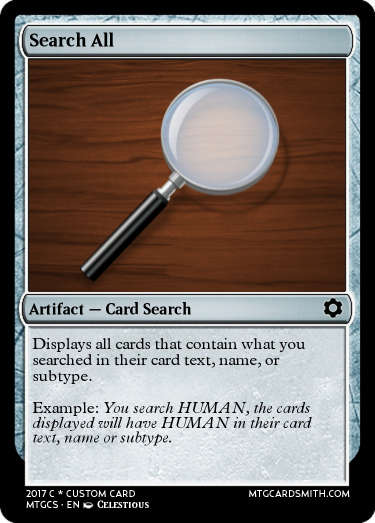 Search All
Artifact — Card Search
Displays all cards that contain what you
searched in their card text, name, or
subtype.
Example: You search HUMAN, the cards
displayed will have HUMAN in their card
text, name or subtype.
2017 C * CUSTOM CARD
MTGCS · EN Celestious
MTGCARDSMITH.COM